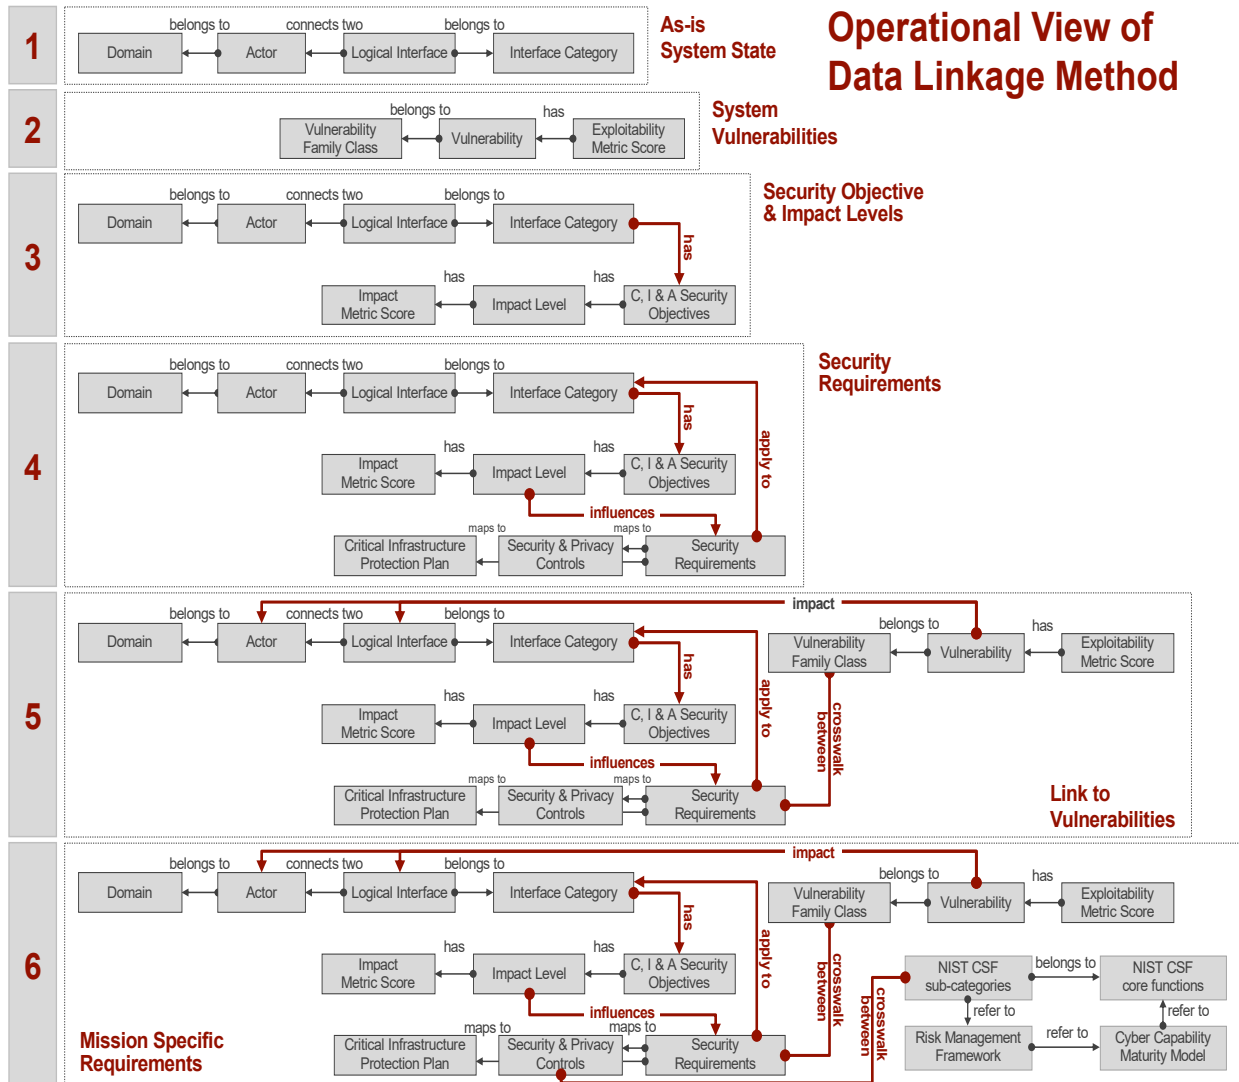 Operational View of
Data Linkage Method
1
belongs to
connects two
belongs to
Domain
Actor
Logical Interface
Interface Category
As-is
System State
2
belongs to
has
Vulnerability
Family Class
Vulnerability
Exploitability
Metric Score
System
Vulnerabilities
3
belongs to
connects two
belongs to
Domain
Actor
Logical Interface
Interface Category
has
has
has
Impact
Metric Score
Impact Level
C, I & A Security
Objectives
Security Objective
& Impact Levels
4
belongs to
connects two
belongs to
Domain
Actor
Logical Interface
Interface Category
has
apply to
has
has
Impact
Metric Score
Impact Level
C, I & A Security
Objectives
influences
maps to
maps to
Critical Infrastructure
Protection Plan
Security & Privacy
Controls
Security
Requirements
Security
Requirements
5
impact
belongs to
connects two
belongs to
Domain
Actor
Logical Interface
Interface Category
belongs to
has
Vulnerability
Family Class
Vulnerability
Exploitability
Metric Score
has
apply to
crosswalk
between
has
has
Impact
Metric Score
Impact Level
C, I & A Security
Objectives
influences
maps to
maps to
Critical Infrastructure
Protection Plan
Security & Privacy
Controls
Security
Requirements
Link to
Vulnerabilities
6
impact
belongs to
connects two
belongs to
Domain
Actor
Logical Interface
Interface Category
belongs to
has
Vulnerability
Family Class
Vulnerability
Exploitability
Metric Score
has
apply to
crosswalk
between
has
has
Impact
Metric Score
Impact Level
C, I & A Security
Objectives
crosswalk
between
NIST CSF
sub-categories
belongs to
NIST CSF
core functions
refer to
refer to
Risk Management
Framework
refer to
Cyber Capability
Maturity Model
influences
maps to
maps to
Critical Infrastructure
Protection Plan
Security & Privacy
Controls
Security
Requirements
Mission Specific
Requirements